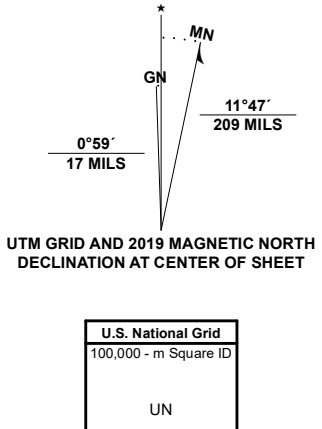 ★
MN
GN
11°47´
209 MILS
0°59´
17 MILS
UTM GRID AND 2019 MAGNETIC NORTH
DECLINATION AT CENTER OF SHEET
U.S. National Grid
100,000 - m Square ID
UN